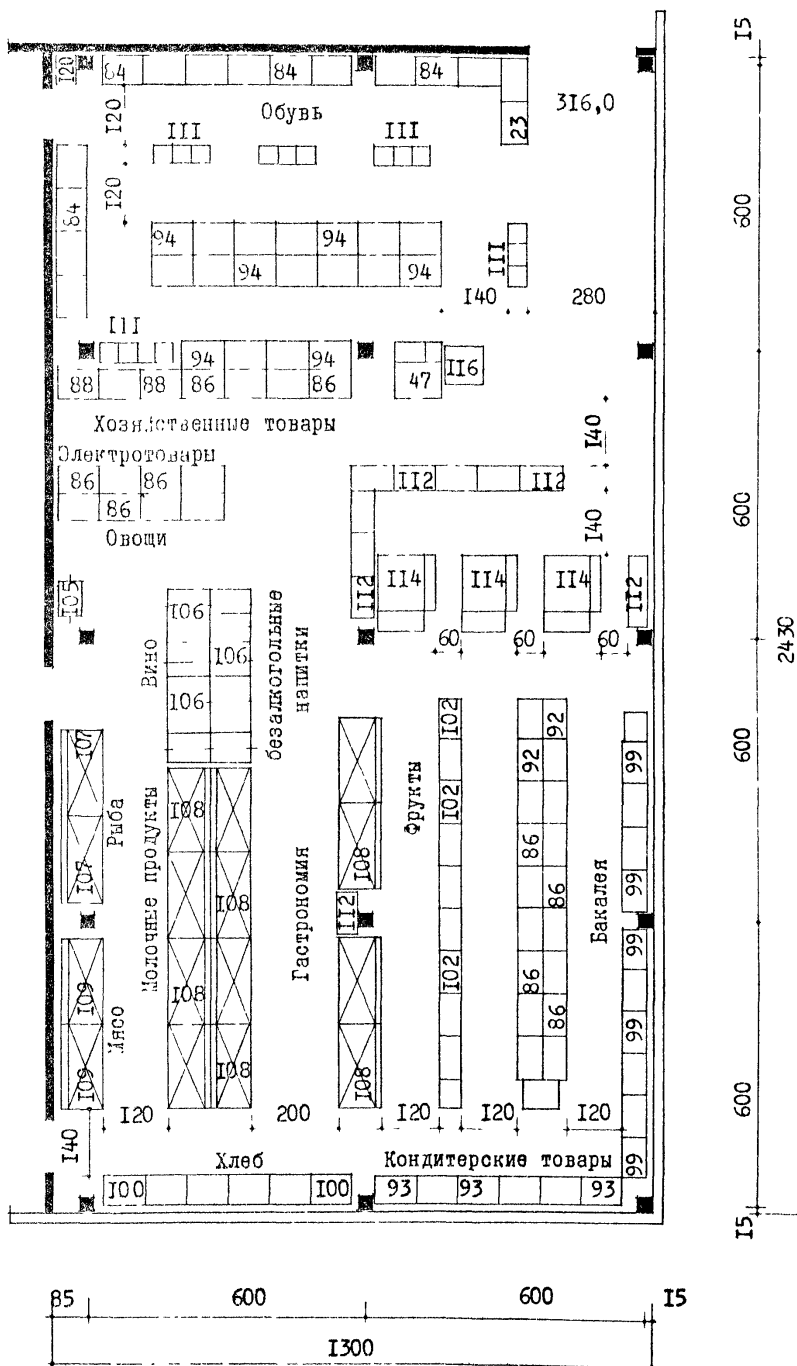 I20 84 84 84 I5
Обувь 316,0
I20 III III 23
84 I20 600
94 94
94 94 III
I40 280
III
94 94 II6
88 88 86 86 47
Хозяйственные товары
Электротовары I40
86 86 II2 II2
86 600
Овощи I40
I05 II2 II4 II4 II4 II2
60 60 60
I06
I06
I06
Вино
безалкогольные
напитки
2430
I02 92
I07 92 99
Рыба
Молочные продукты
Фрукты
600
I08 I02
I07 I08 86 99
I08 86
II2
Гастрономия
Бакалея
99
I08 I02 86
I09 86 99
Мясо
I09 I08 I08 600
I20 200 I20 I20 I20
I40
Хлеб Кондитерские товары 99
I00 I00 93 93 93
I5
85 600 600 I5
I300